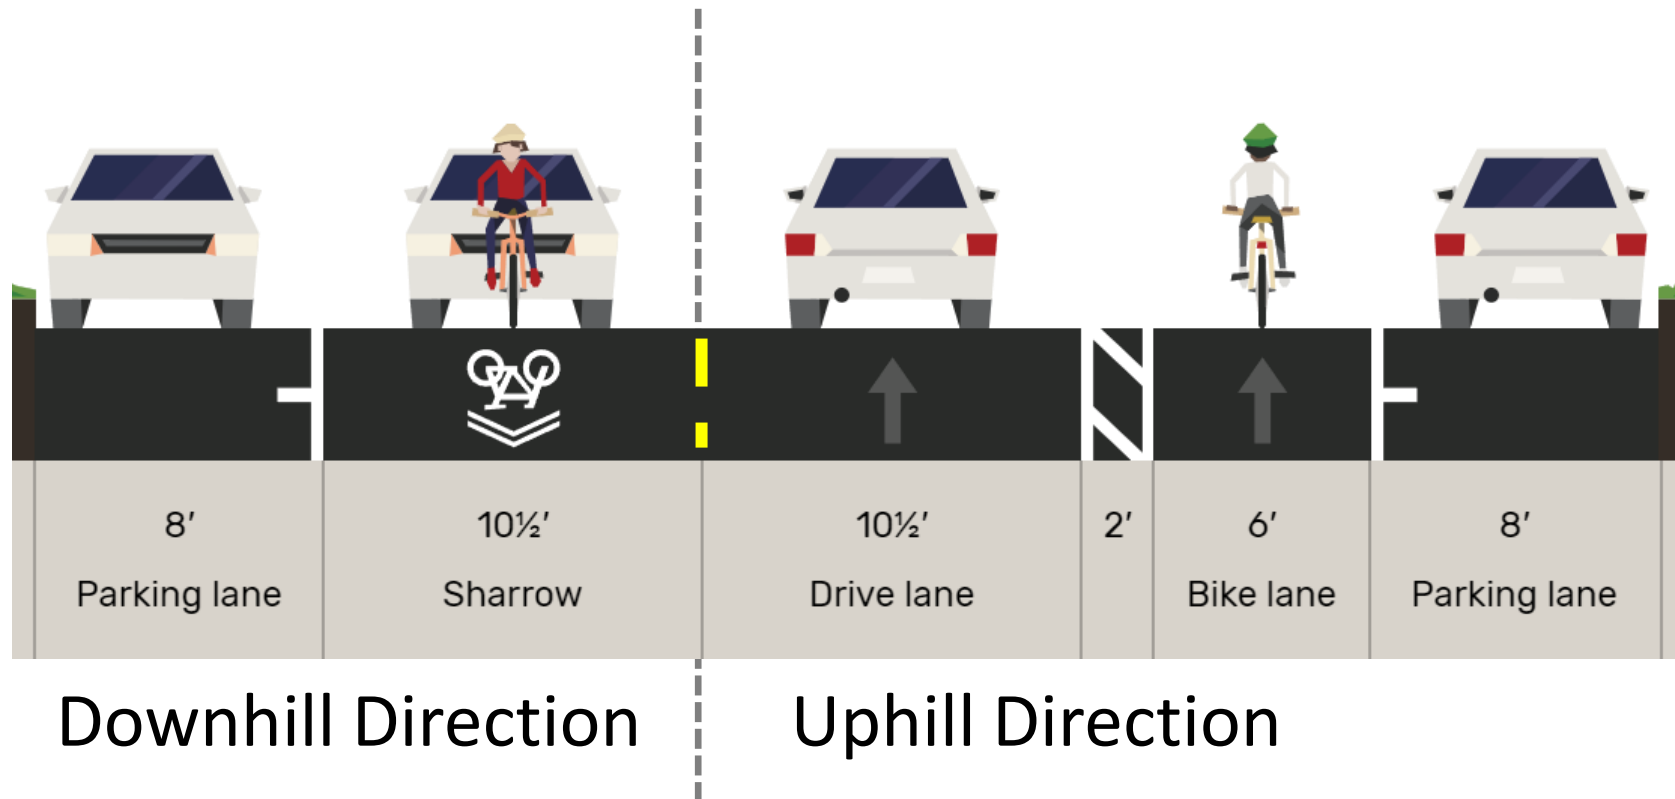 8′ 10½′ 10½′ 2′ 6′ 8′
Parking lane Sharrow Drive lane Bike lane Parking lane
Downhill Direction Uphill Direction